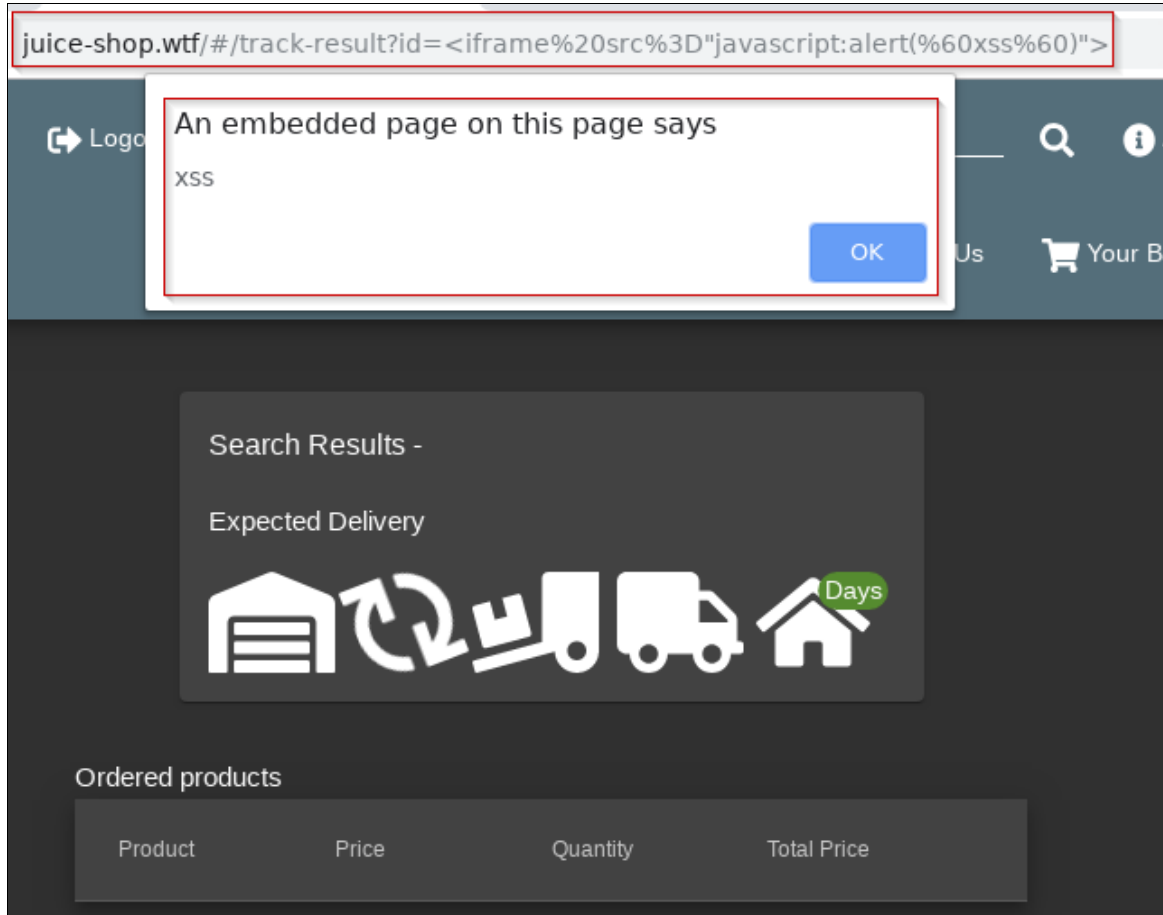 juice-shop.wtf/#/track-result?id=<iframe%20src%3D"javascript:alert(%60xss%60)">
An embedded page on this page says
xss
OK
Logo
Us
Your B
Search Results -
Expected Delivery
Days
Ordered products
Product Price Quantity Total Price